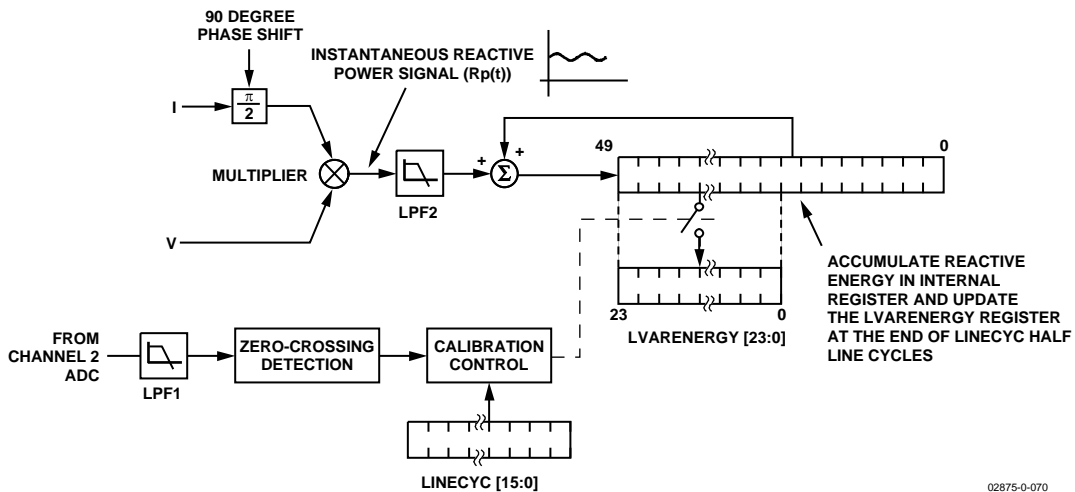 90 DEGREE
PHASE SHIFT
INSTANTANEOUS REACTIVE
POWER SIGNAL (Rp(t))
I
π
2
MULTIPLIER
LPF2
+
+
Σ
49
0
V
23
0
LVARENERGY [23:0]
ACCUMULATE REACTIVE
ENERGY IN INTERNAL
REGISTER AND UPDATE
THE LVARENERGY REGISTER
AT THE END OF LINECYC HALF
LINE CYCLES
FROM
CHANNEL 2
ADC
LPF1
ZERO-CROSSING
DETECTION
CALIBRATION
CONTROL
LINECYC [15:0]
02875-0-070